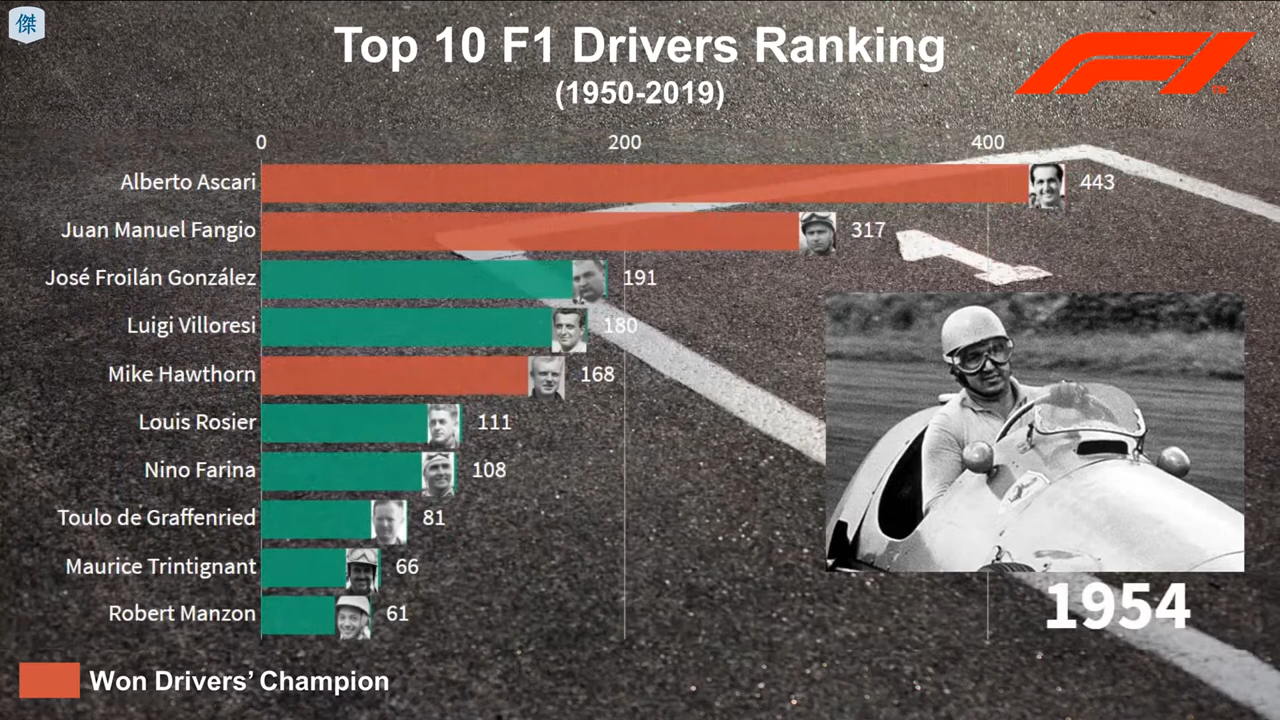 傑
Top 10 F1 Drivers Ranking
(1950-2019)
0 200 400
Alberto Ascari 443
Juan Manuel Fangio 317
José Froilán González 191
Luigi Villoresi 180
Mike Hawthorn 168
Louis Rosier 111
Nino Farina 108
Toulo de Graffenried 81
Maurice Trintignant 66
Robert Manzon 61
1954
Won Drivers' Champion